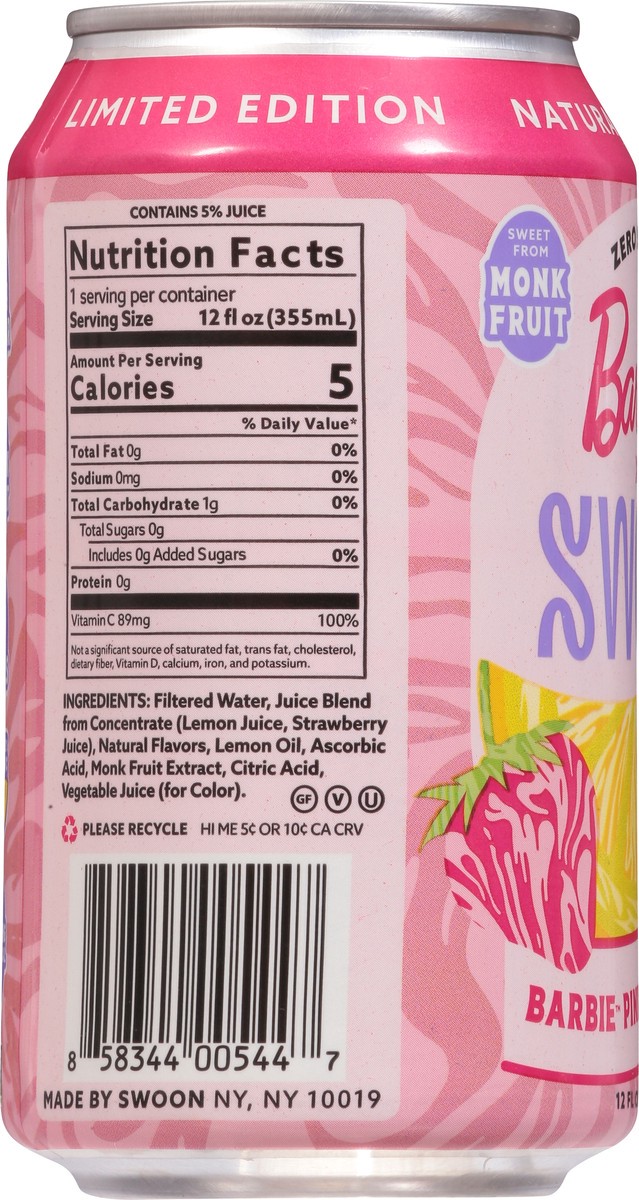 LIMITED EDITION
CONTAINS 5% JUICE
Nutrition Facts
1 serving per container
Serving Size 12 fl oz (355mL)
Amount Per Serving
Calories 5
% Daily Value*
Total Fat 0g 0%
Sodium 0mg 0%
Total Carbohydrate 1g 0%
Total Sugars 0g
Includes 0g Added Sugars 0%
Protein 0g
Vitamin C 89mg 100%
Not a significant source of saturated fat, trans fat, cholesterol,
dietary fiber, Vitamin D, calcium, iron, and potassium.
INGREDIENTS: Filtered Water, Juice Blend
from Concentrate (Lemon Juice, Strawberry
Juice), Natural Flavors, Lemon Oil, Ascorbic
Acid, Monk Fruit Extract, Citric Acid,
Vegetable Juice (for Color).
GF V U
PLEASE RECYCLE HI ME 5¢ OR 10¢ CA CRV
8 58344 00544 7
MADE BY SWOON NY, NY 10019
SWEET
FROM
MONK
FRUIT
ZERO
BARBIE™
12 FL